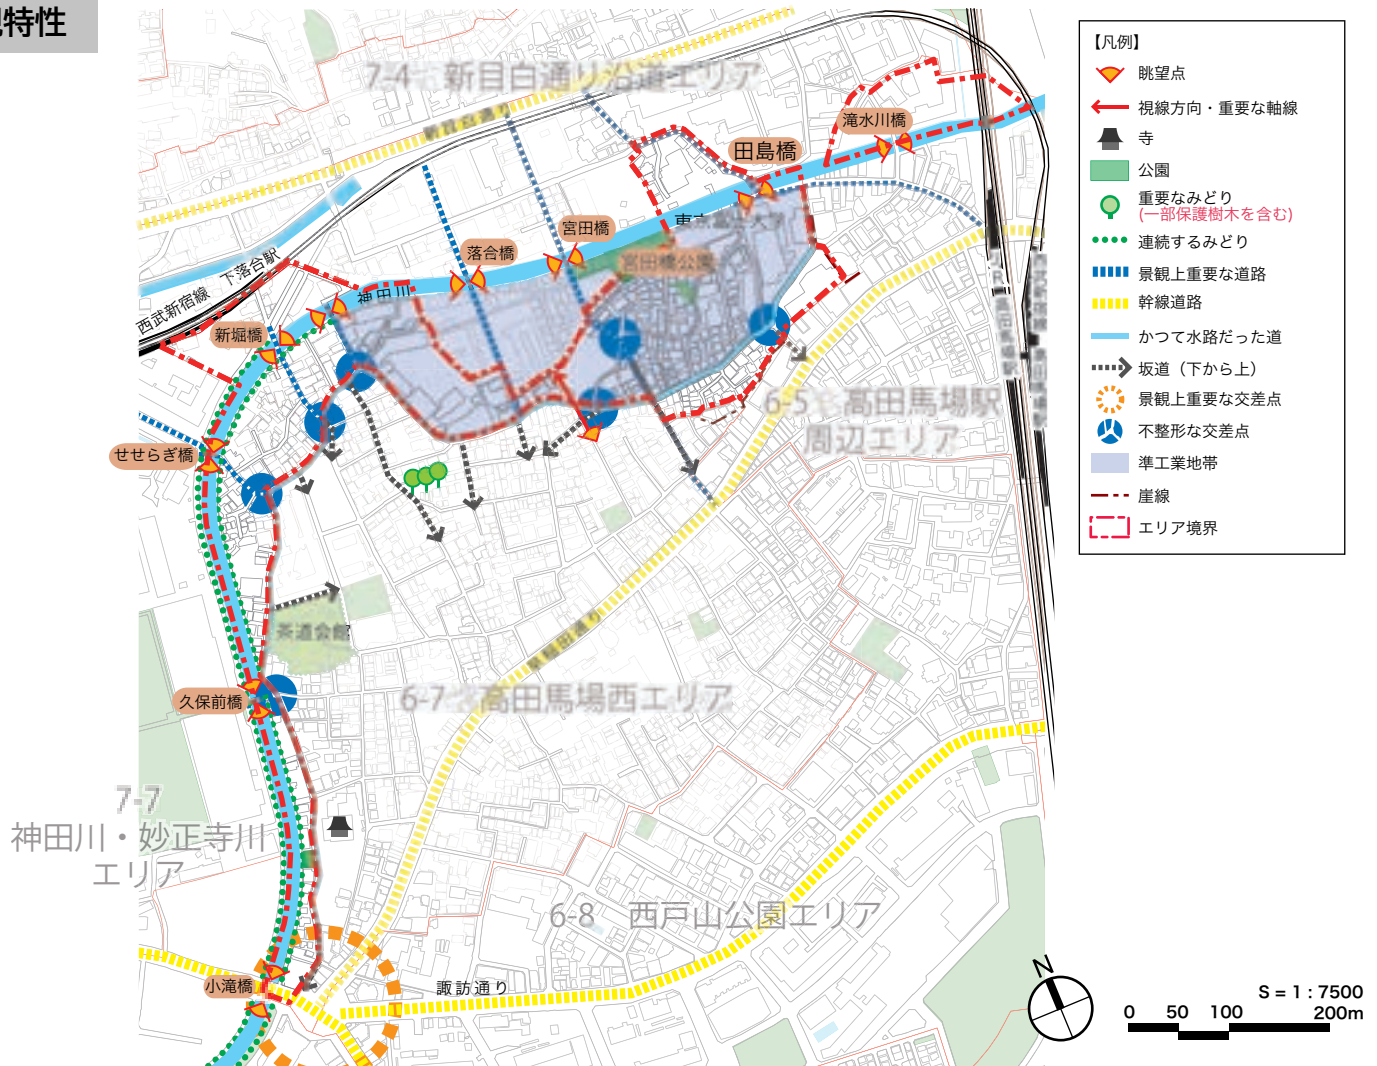 観特性
【凡例】
眺望点
視線方向・重要な軸線
寺
公園
重要なみどり
(一部保護樹木を含む)
連続するみどり
景観上重要な道路
幹線道路
かつて水路だった道
坂道（下から上）
景観上重要な交差点
不整形な交差点
準工業地帯
崖線
エリア境界
7-4 新目白通り沿道エリア
新目白通り
滝水川橋
田島橋
宮田橋
落合橋
宮田橋公園
神田川
下落合駅
西武新宿線
新堀橋
せせらぎ橋
6-5 高田馬場駅
周辺エリア
茶道会館
早稲田通り
久保前橋
6-7 高田馬場西エリア
7-7
神田川・妙正寺川
エリア
6-8 西戸山公園エリア
小滝橋
諏訪通り
N
S = 1 : 7500
0 50 100 200m